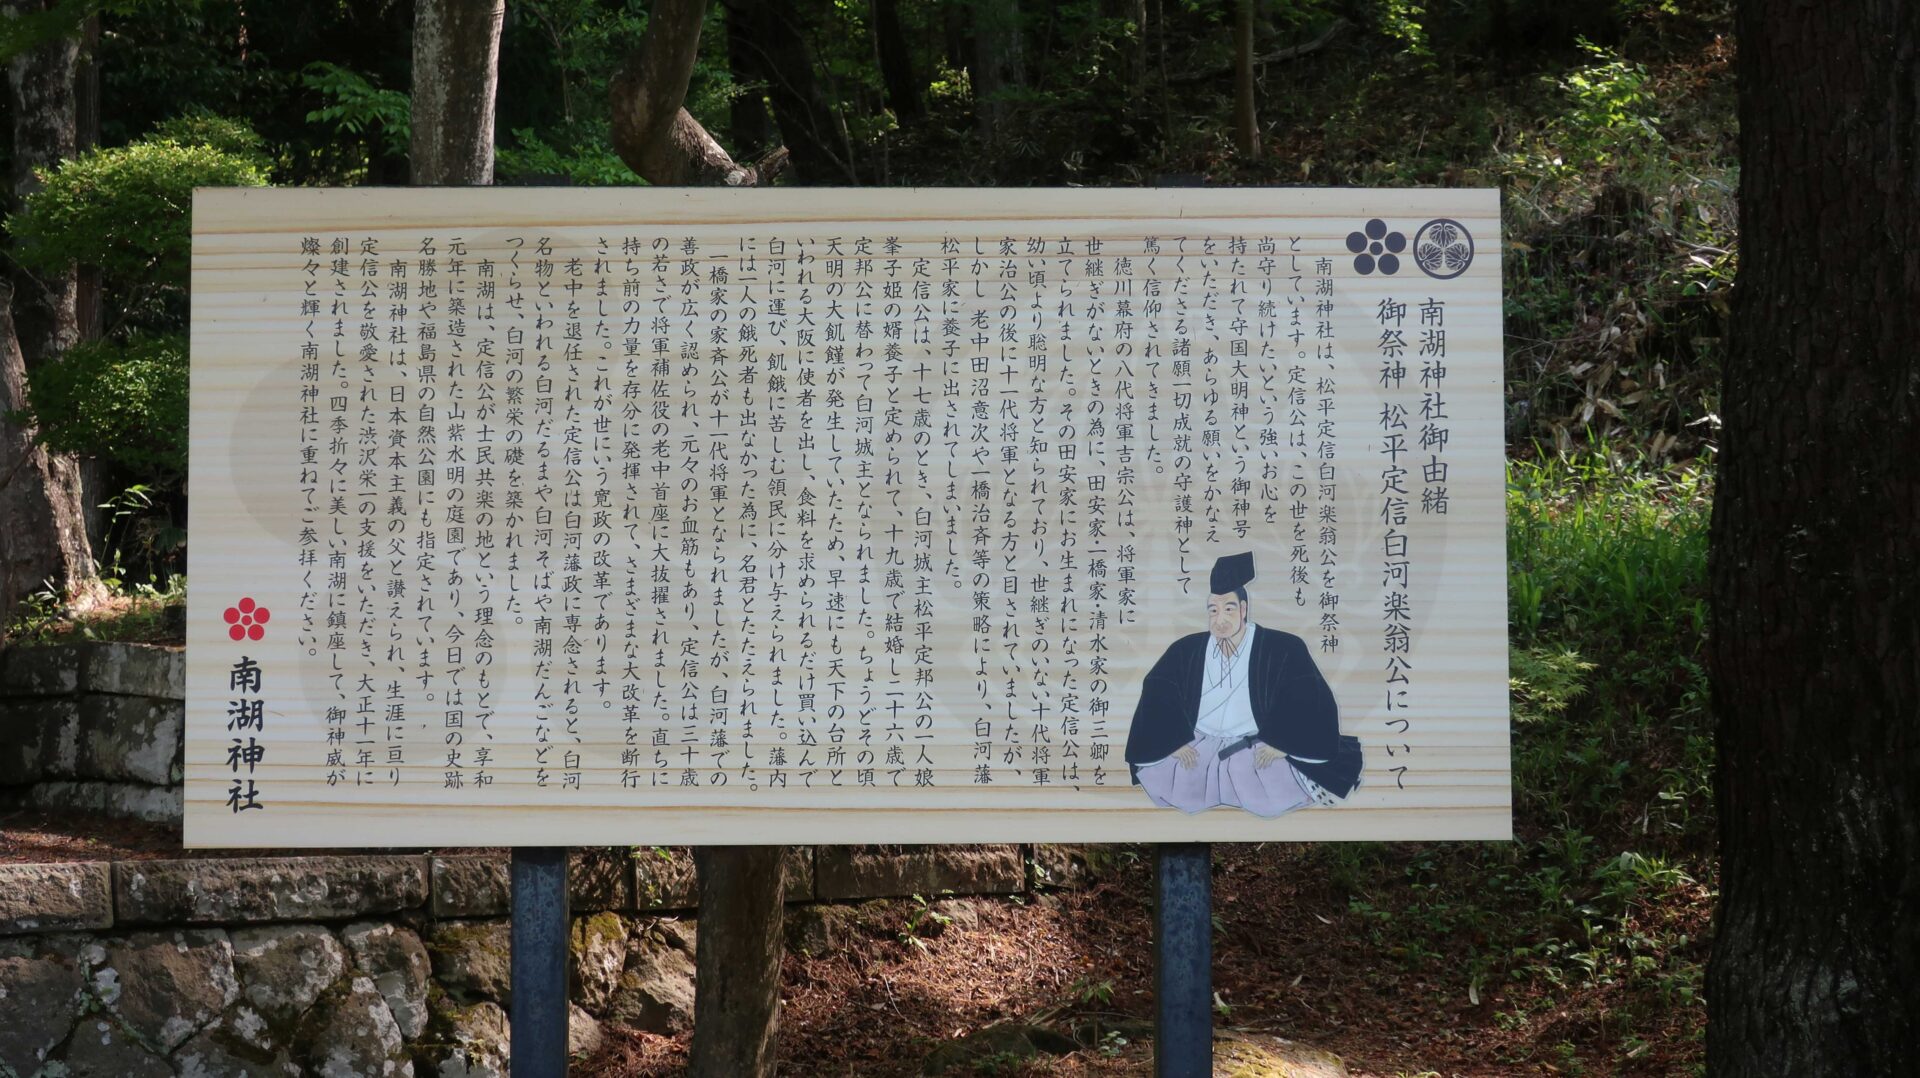 南湖神社御由緒
御祭神 松平定信白河楽翁公について
南湖神社は、松平定信白河楽翁公を御祭神
としています。定信公は、この世を死後も
尚守り続けたいという強いお心を
持たれて守国大明神という御神号
をいただき、あらゆる願いをかなえ
てくださる諸願一切成就の守護神として
篤く信仰されてきました。
徳川幕府の八代将軍吉宗公は、将軍家に
世継ぎがないときの為に、田安家・一橋家・清水家の御三卿を
立てられました。その田安家にお生まれになった定信公は、
幼い頃より聡明な方と知られており、世継ぎのいない十代将軍
家治公の後に十一代将軍となる方と目されていましたが、
しかし 老中田沼意次や一橋治斉等の策略により、白河藩
松平家に養子に出されてしまいました。
定信公は、十七歳のとき、白河城主松平定邦公の一人娘
峯子姫の婿養子と定められて、十九歳で結婚し二十六歳で
定邦公に替わって白河城主となられました。ちょうどその頃
天明の大飢饉が発生していたため、早速にも天下の台所と
いわれる大阪に使者を出し、食料を求められるだけ買い込んで
白河に運び、飢餓に苦しむ領民に分け与えられました。藩内
には一人の餓死者も出なかった為に、名君とたたえられました。
一橋家の家斉公が十一代将軍となられましたが、白河藩での
善政が広く認められ、元々のお血筋もあり、定信公は三十歳
の若さで将軍補佐役の老中首座に大抜擢されました。直ちに
持ち前の力量を存分に発揮されて、さまざまな大改革を断行
されました。これが世にいう寛政の改革であります。
老中を退任された定信公は白河藩政に専念されると、白河
名物といわれる白河だるまや白河そばや南湖だんごなどを
つくらせ、白河の繁栄の礎を築かれました。
南湖は、定信公が士民共楽の地という理念のもとで、享和
元年に築造された山紫水明の庭園であり、今日では国の史跡
名勝地や福島県の自然公園にも指定されています。
南湖神社は、日本資本主義の父と讃えられ、生涯に亘り
定信公を敬愛された渋沢栄一の支援をいただき、大正十一年に
創建されました。四季折々に美しい南湖に鎮座して、御神威が
燦々と輝く南湖神社に重ねてご参拝ください。
南湖神社